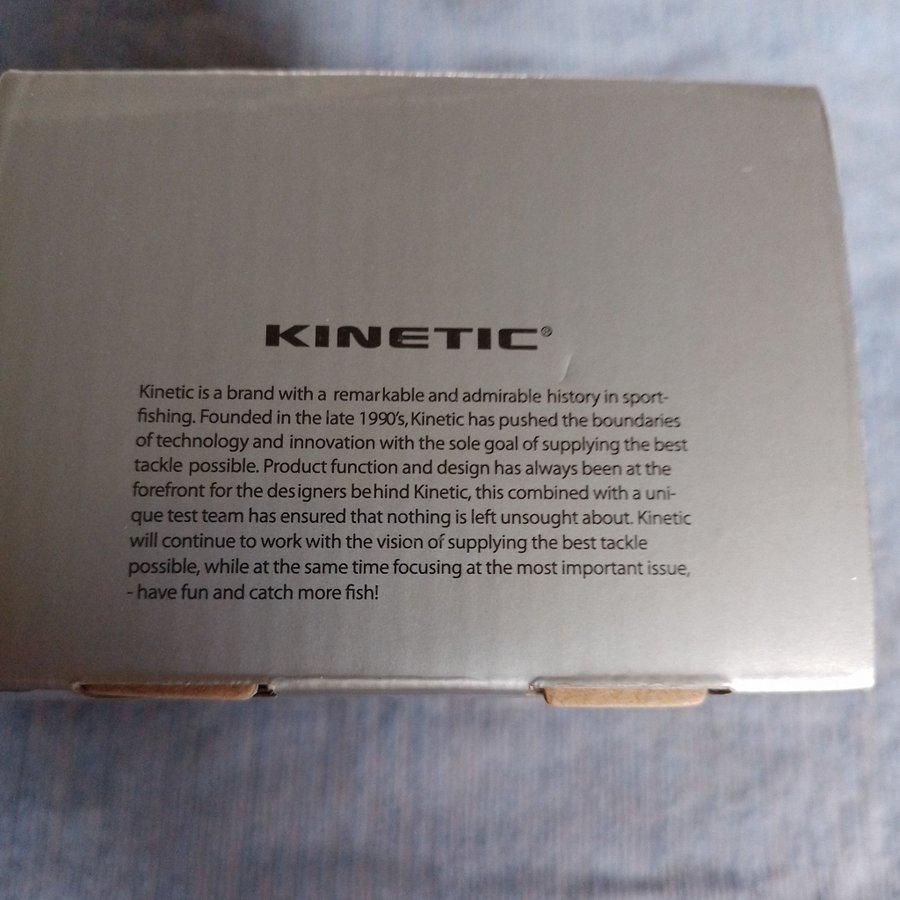 KINETIC®
Kinetic is a brand with a remarkable and admirable history in sport-
fishing. Founded in the late 1990's, Kinetic has pushed the boundaries
of technology and innovation with the sole goal of supplying the best
tackle possible. Product function and design has always been at the
forefront for the designers behind Kinetic, this combined with a uni-
que test team has ensured that nothing is left unsought about. Kinetic
will continue to work with the vision of supplying the best tackle
possible, while at the same time focusing at the most important issue,
- have fun and catch more fish!